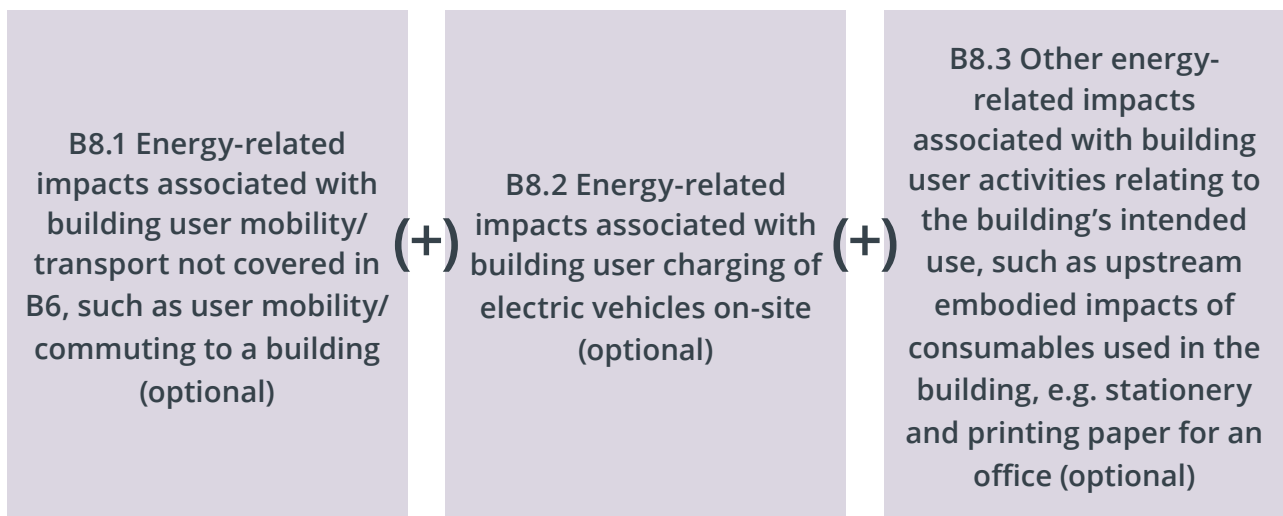 B8.1 Energy-related
impacts associated with
building user mobility/
transport not covered in
B6, such as user mobility/
commuting to a building
(optional)
(+)
B8.2 Energy-related
impacts associated with
building user charging of
electric vehicles on-site
(optional)
(+)
B8.3 Other energy-
related impacts
associated with building
user activities relating to
the building’s intended
use, such as upstream
embodied impacts of
consumables used in the
building, e.g. stationery
and printing paper for an
office (optional)